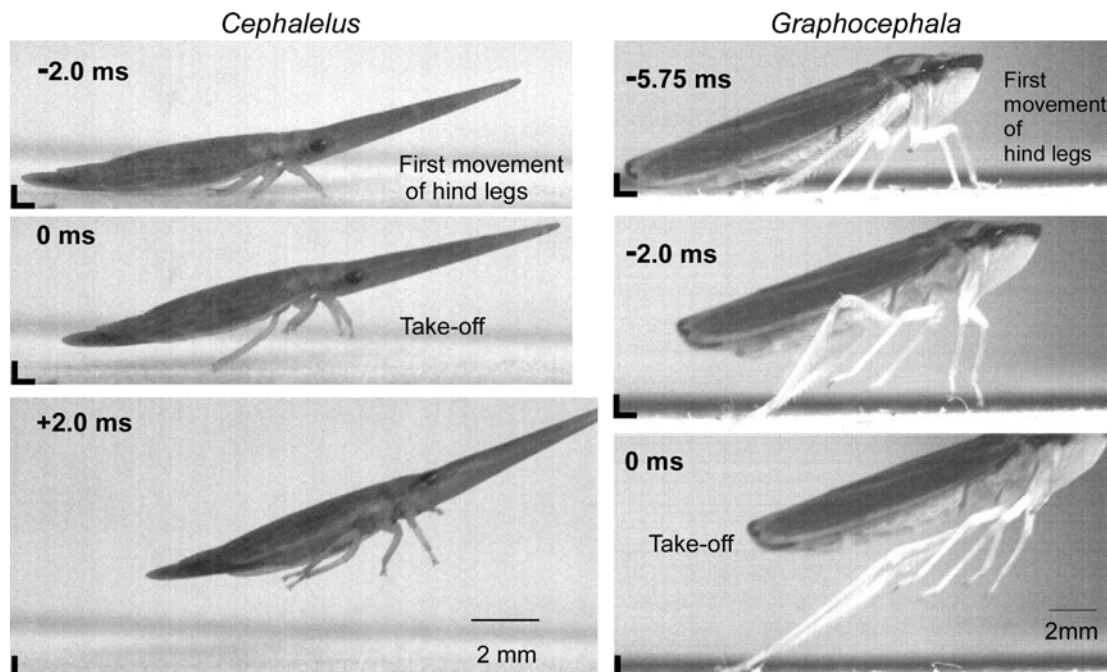 Cephalelus
-2.0 ms
First movement
of hind legs
0 ms
Take-off
+2.0 ms
2 mm
Graphocephala
-5.75 ms
First
movement
of
hind legs
-2.0 ms
0 ms
Take-off
2mm